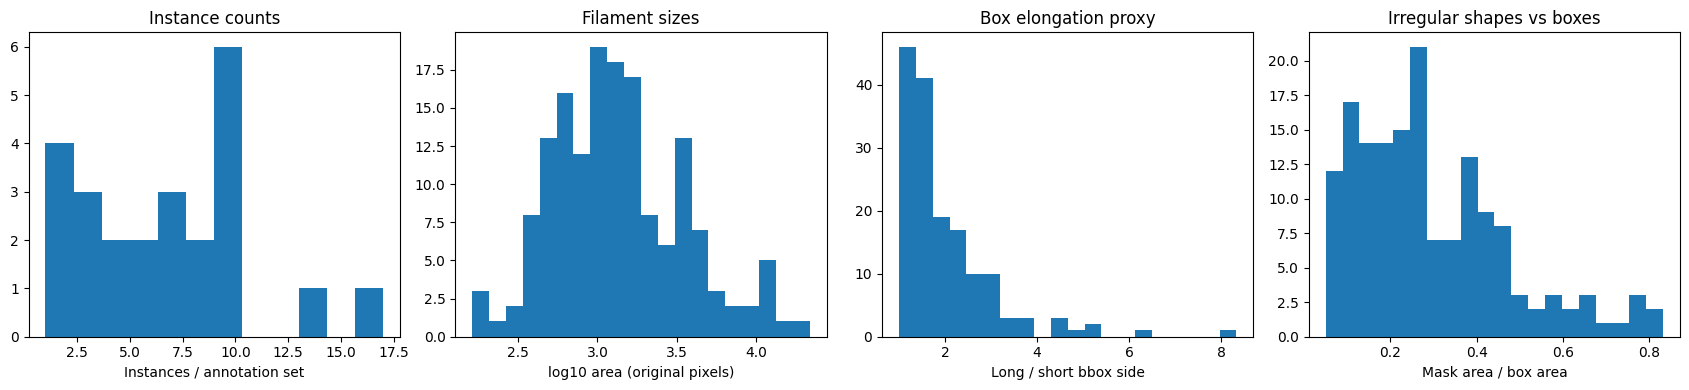 Instance counts
6
5
4
3
2
1
0
2.5 5.0 7.5 10.0 12.5 15.0 17.5
Instances / annotation set
Filament sizes
17.5
15.0
12.5
10.0
7.5
5.0
2.5
0.0
2.5 3.0 3.5 4.0
log10 area (original pixels)
Box elongation proxy
40
30
20
10
0
2 4 6 8
Long / short bbox side
Irregular shapes vs boxes
20.0
17.5
15.0
12.5
10.0
7.5
5.0
2.5
0.0
0.2 0.4 0.6 0.8
Mask area / box area